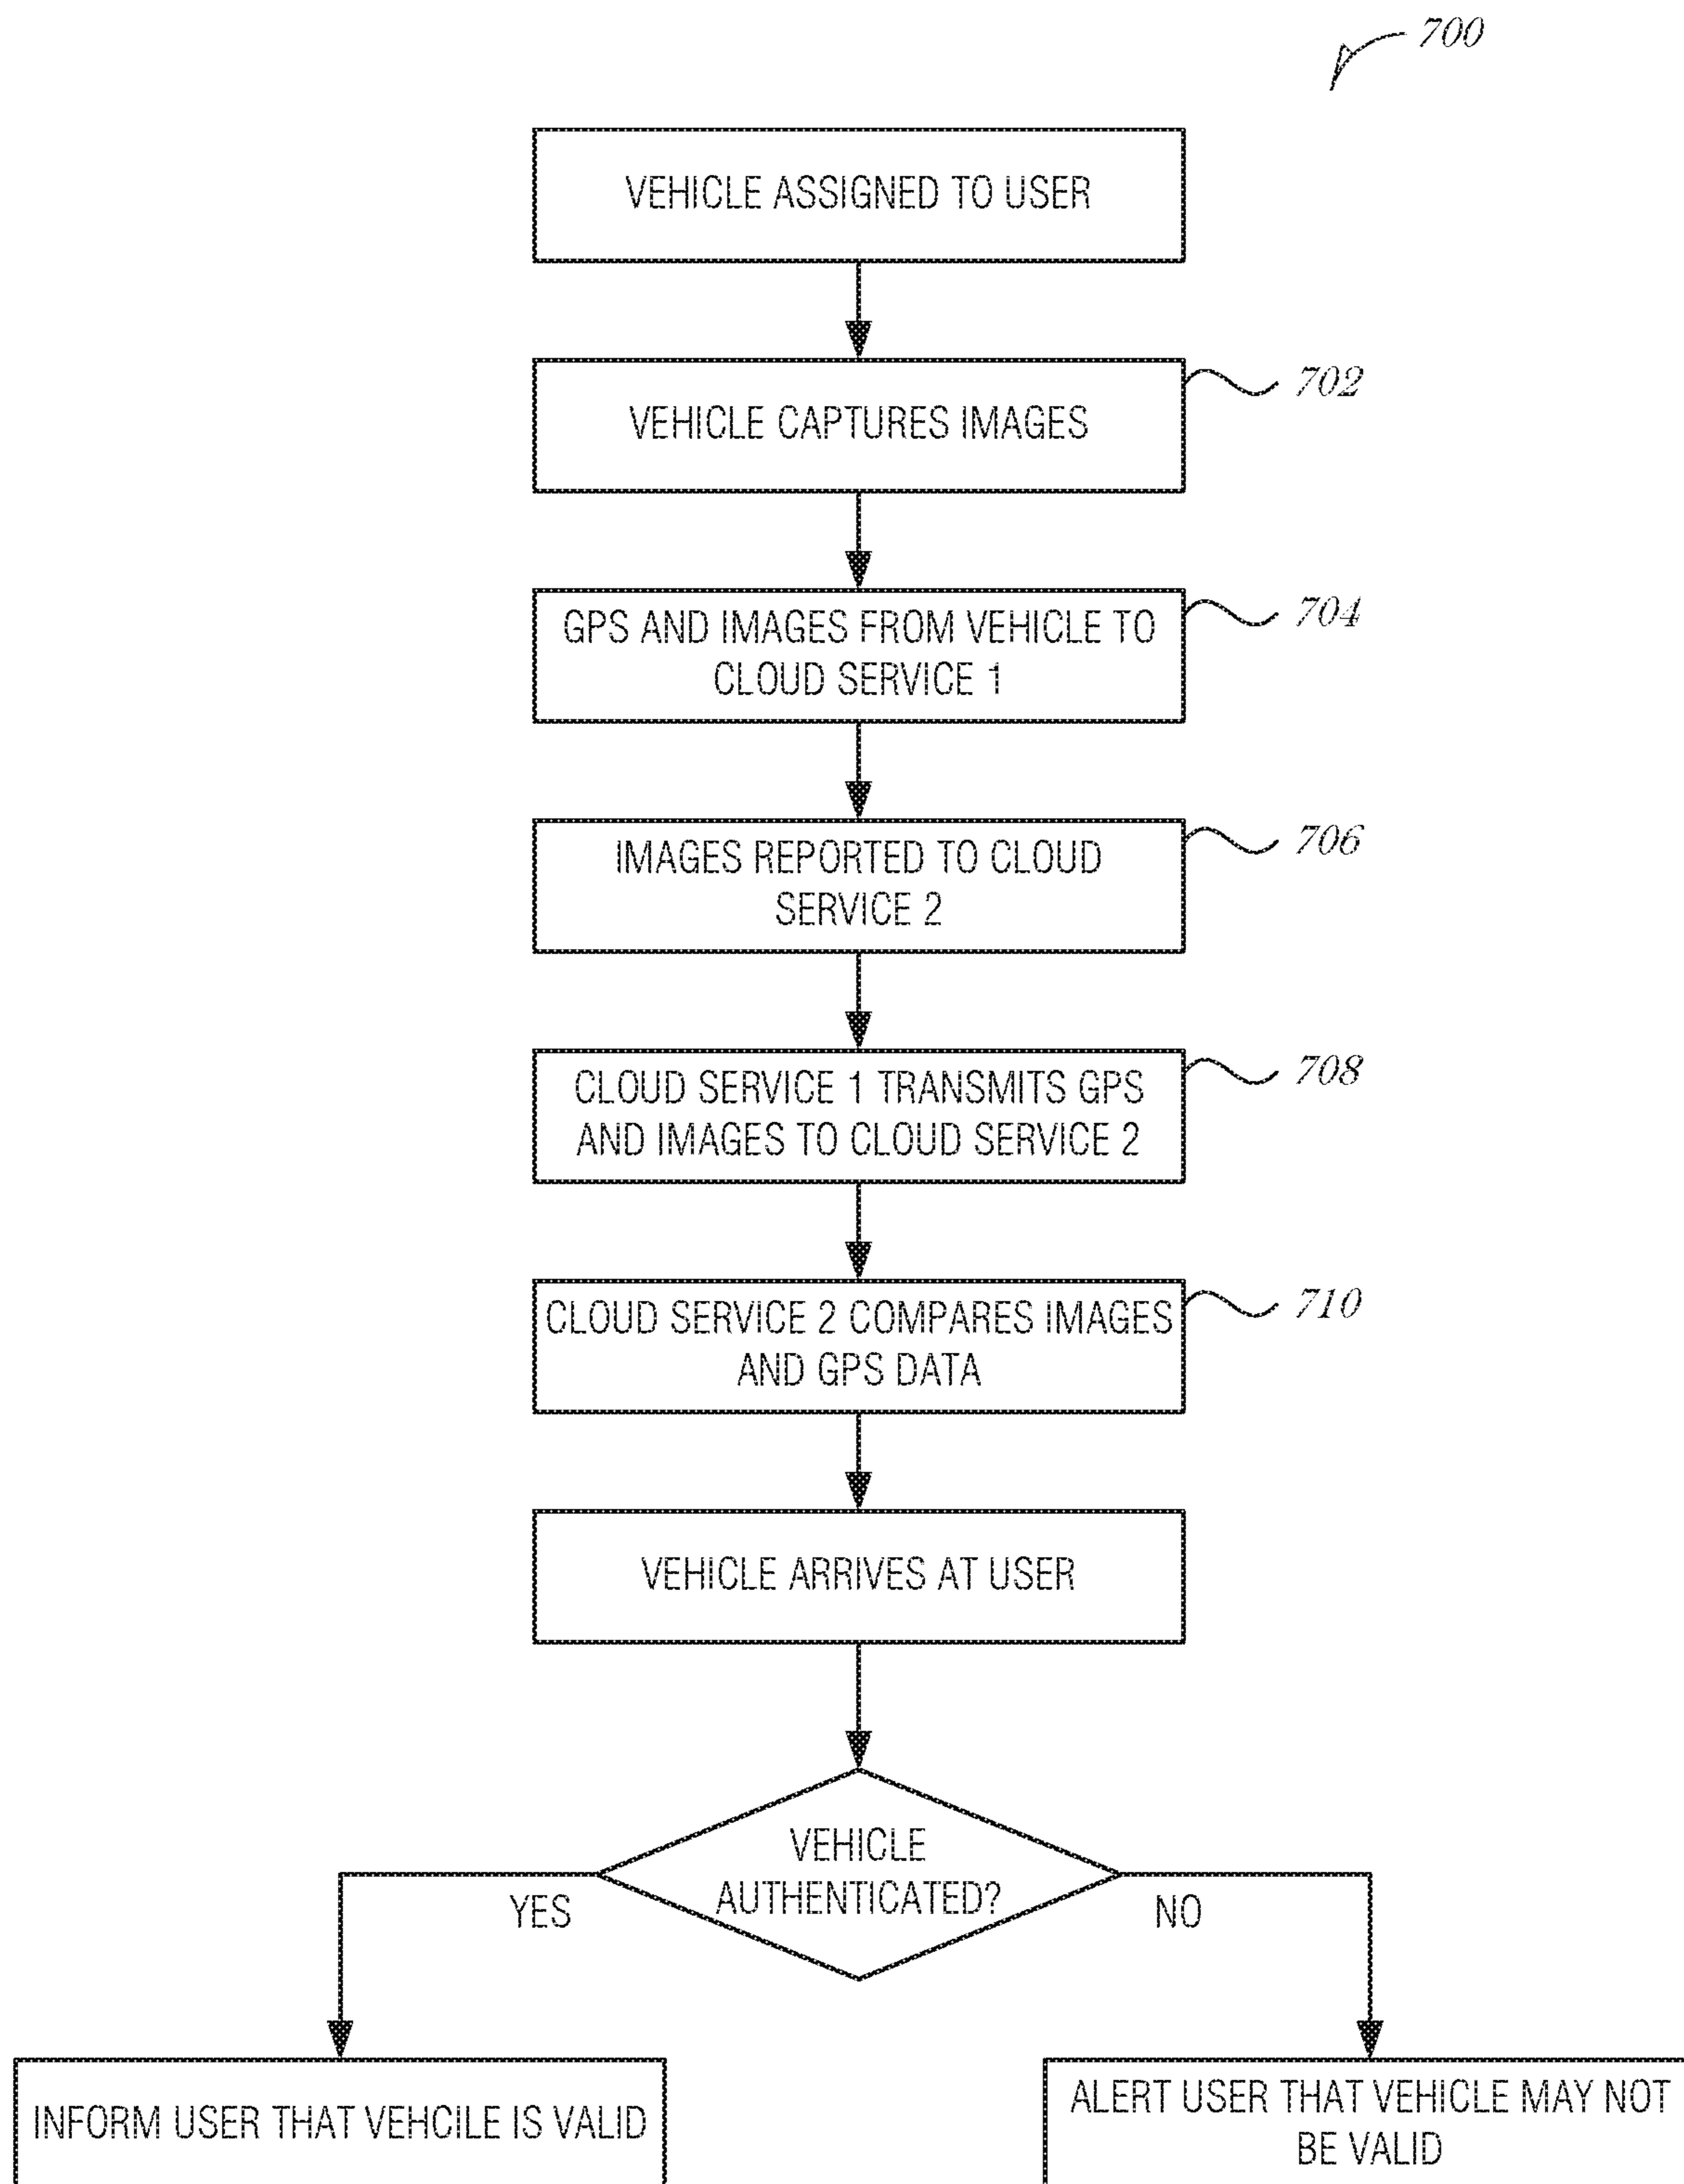 700
VEHICLE ASSIGNED TO USER
VEHICLE CAPTURES IMAGES
702
GPS AND IMAGES FROM VEHICLE TO
CLOUD SERVICE 1
704
IMAGES REPORTED TO CLOUD
SERVICE 2
706
CLOUD SERVICE 1 TRANSMITS GPS
AND IMAGES TO CLOUD SERVICE 2
708
CLOUD SERVICE 2 COMPARES IMAGES
AND GPS DATA
710
VEHICLE ARRIVES AT USER
VEHICLE
AUTHENTICATED?
YES
NO
INFORM USER THAT VEHCILE IS VALID
ALERT USER THAT VEHICLE MAY NOT
BE VALID